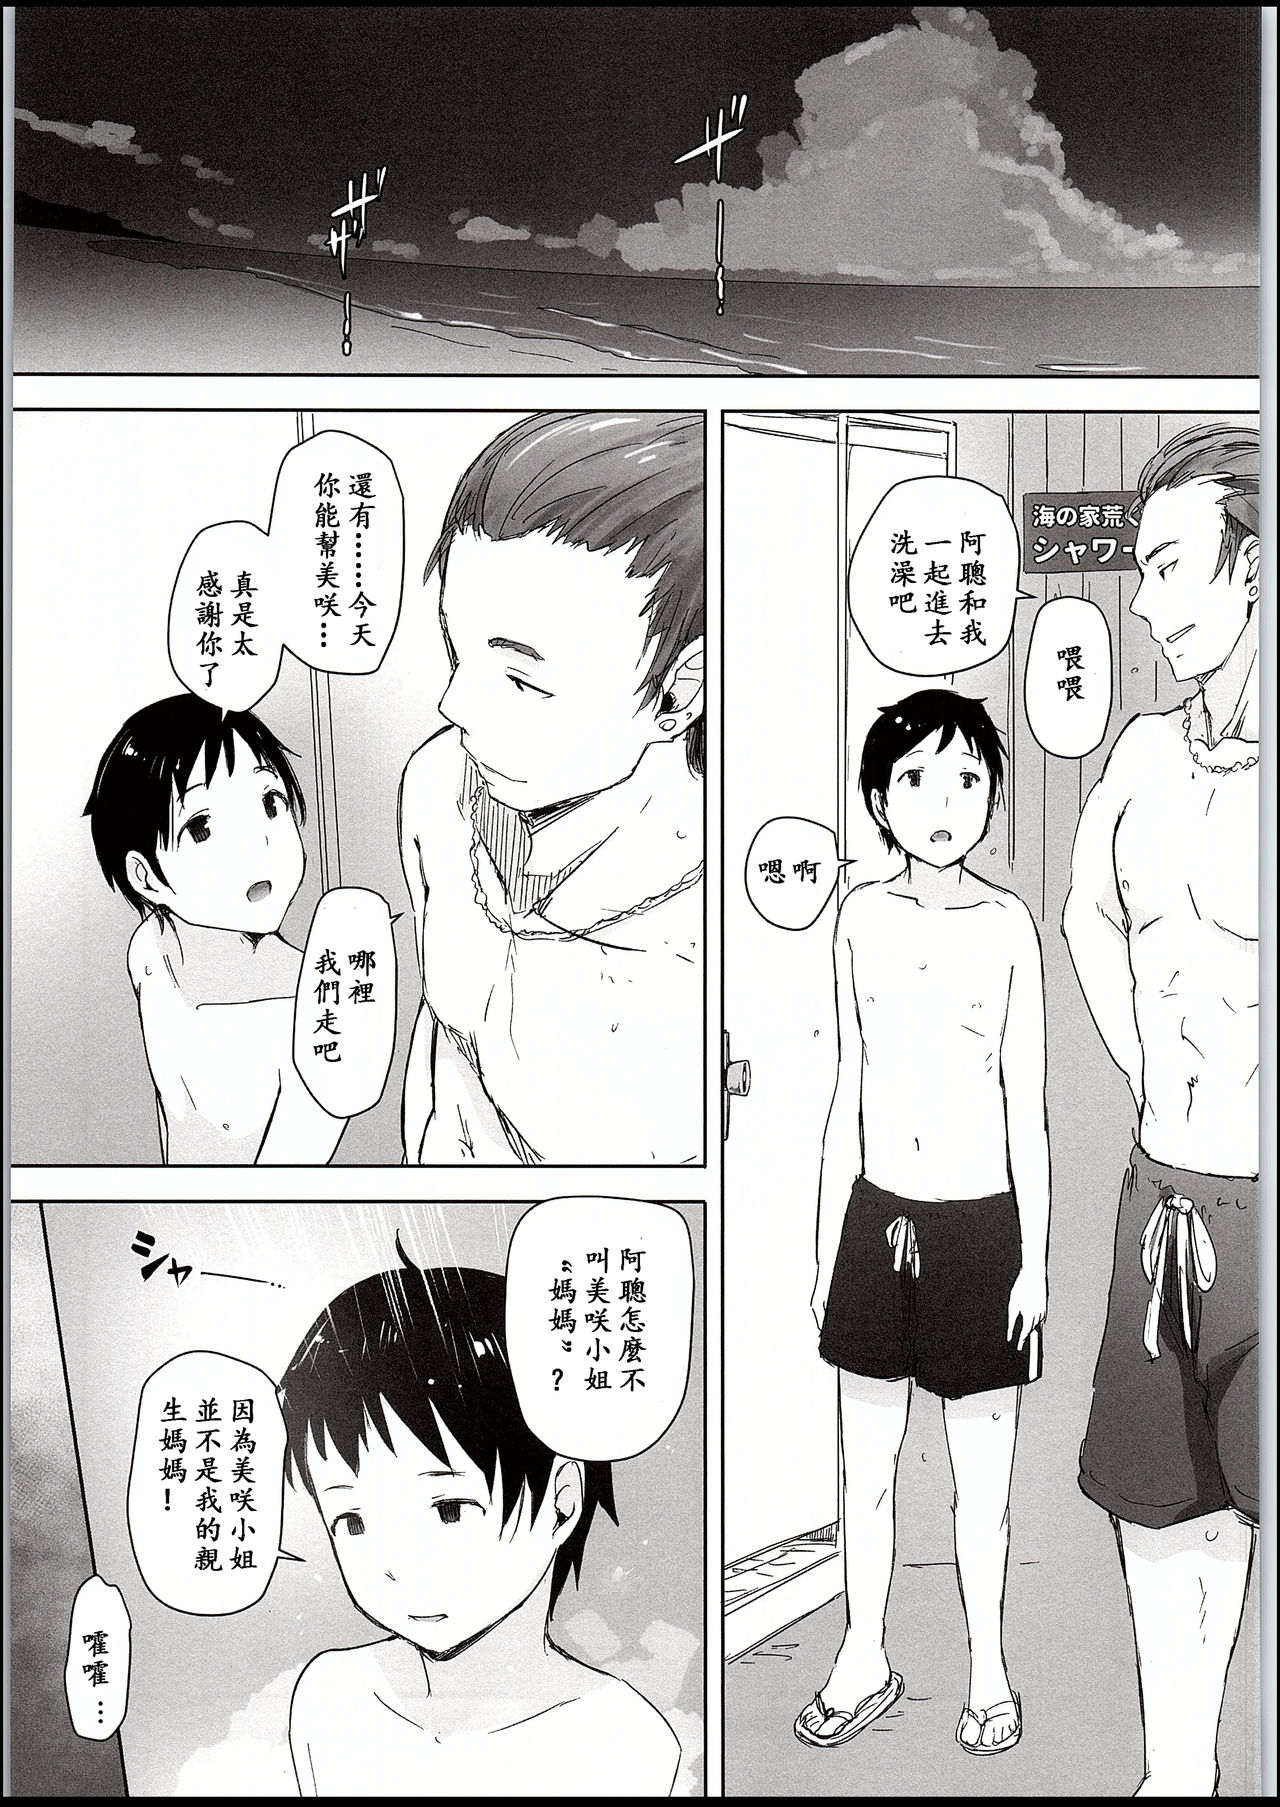 ザ
ザ
ザ
海の家荒く
シャワー
喂喂
阿聰和我
一起進去
洗澡吧
嗯啊
還有……今天
你能幫美咲…
真是太
感謝你了
哪裡
我們走吧
シャ——…
阿聰怎麼不
叫美咲小姐
“媽媽“？
因為美咲小姐
並不是我的親
生媽媽！
嚯嚯…